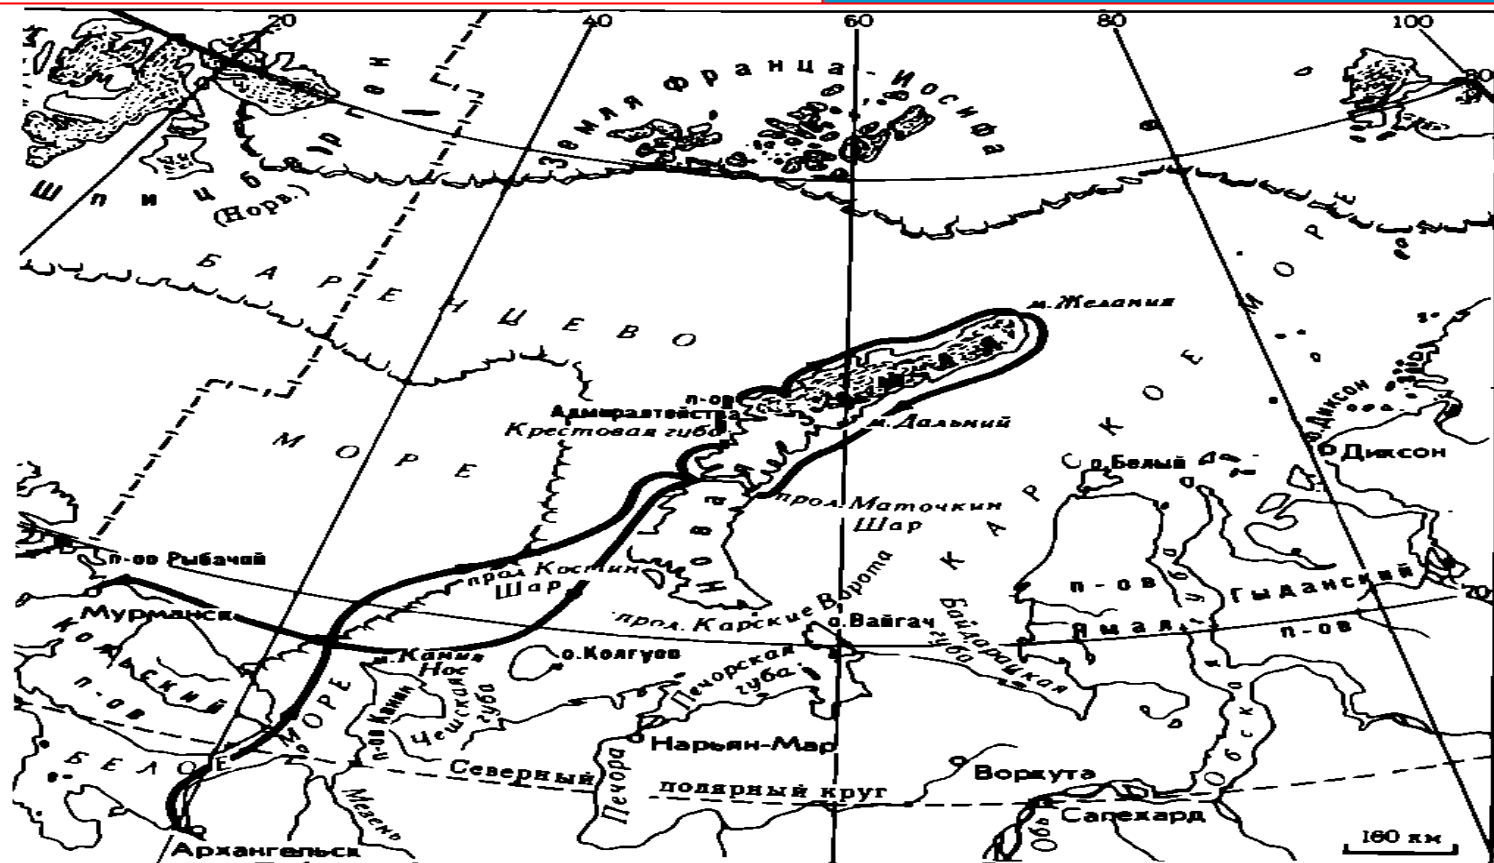 20
40
60
80
100
80
Земля Франца-Иосифа
Шпицберген
(Норв.)
БАРЕНЦЕВО
МОРЕ
КАРСКОЕ МОРЕ
м.Желания
п-ов
Адмиралтейства
Крестовая губа
м.Дальний
о.Диксон
Диксон
о.Белый
прол.Маточкин
Шар
Новая
п-ов Рыбачий
прол.Костин
Шар
прол.Карские Ворота
о.Вайгач
Байдарацкая
губа
п-ов
Ямал
Гыданский
п-ов
70
Мурманск
Кольский
п-ов
м.Канин
Нос
о.Колгуев
Печорская
губа
п-ов Канин
Чешская
губа
БЕЛОЕ МОРЕ
Нарьян-Мар
Обская губа
Северный полярный круг
Воркута
Печора
Мезень
Обь
Салехард
Архангельск
160 км